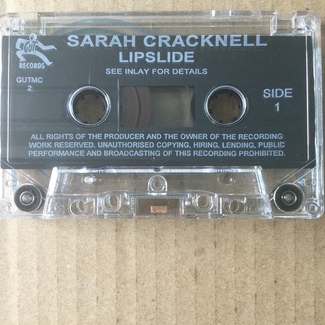 SARAH CRACKNELL
LIPSLIDE
SEE INLAY FOR DETAILS
GUT
RECORDS
GUTMC
2
SIDE
1
ALL RIGHTS OF THE PRODUCER AND THE OWNER OF THE RECORDING
WORK RESERVED. UNAUTHORISED COPYING, HIRING, LENDING, PUBLIC
PERFORMANCE AND BROADCASTING OF THIS RECORDING PROHIBITED.